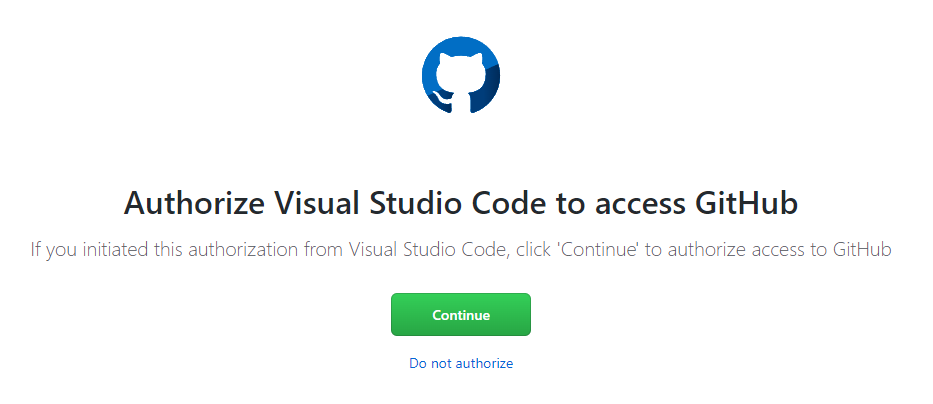 Authorize Visual Studio Code to access GitHub
If you initiated this authorization from Visual Studio Code, click 'Continue' to authorize access to GitHub
Continue
Do not authorize